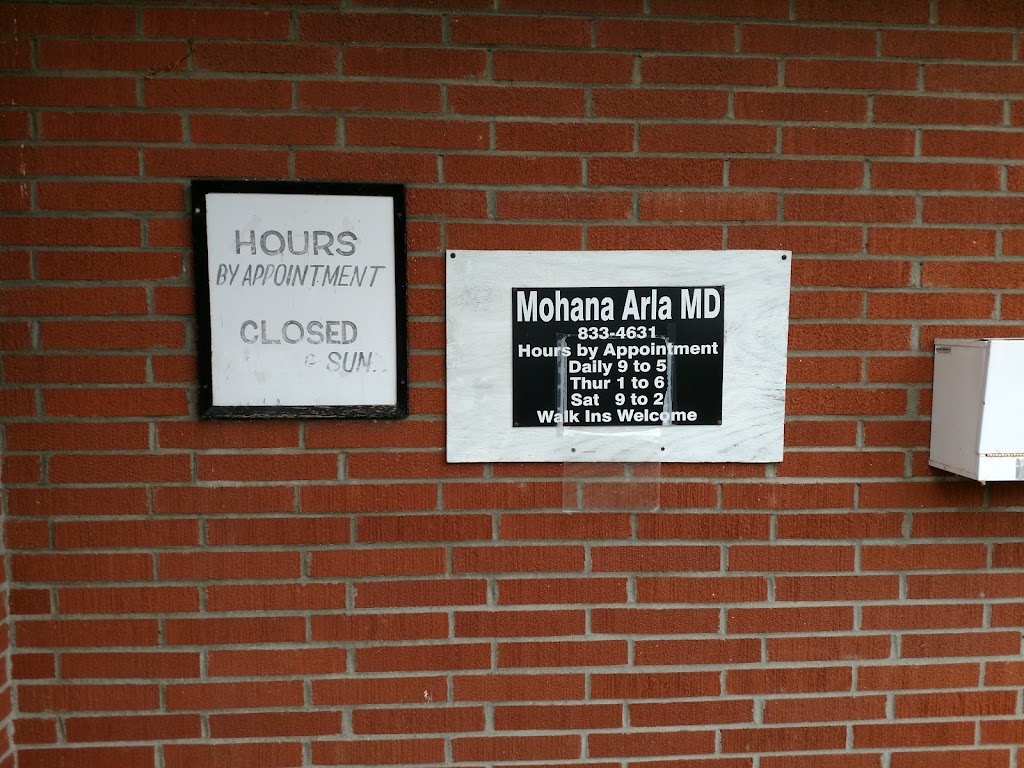 HOURS
BY APPOINTMENT
CLOSED
& SUN.
Mohana Arla MD
833-4631
Hours by Appointment
Daily 9 to 5
Thur 1 to 6
Sat 9 to 2
Walk Ins Welcome